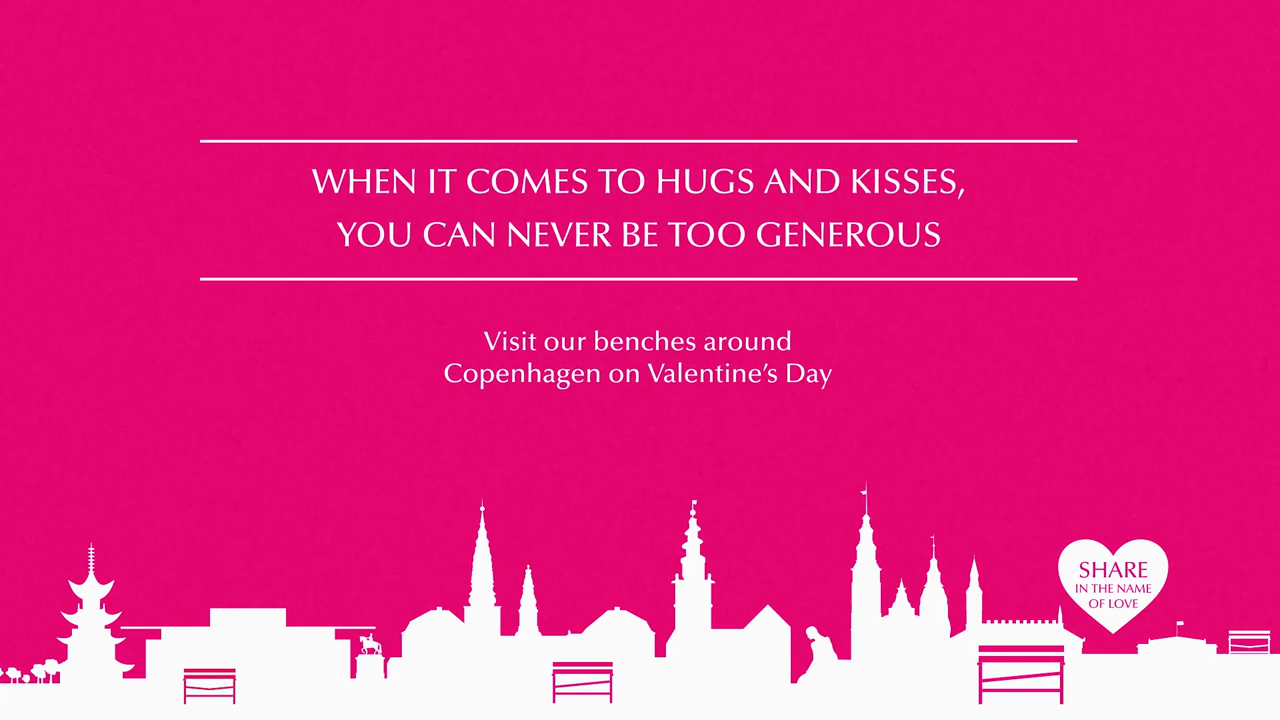 WHEN IT COMES TO HUGS AND KISSES,
YOU CAN NEVER BE TOO GENEROUS
Visit our benches around
Copenhagen on Valentine’s Day
SHARE
IN THE NAME
OF LOVE